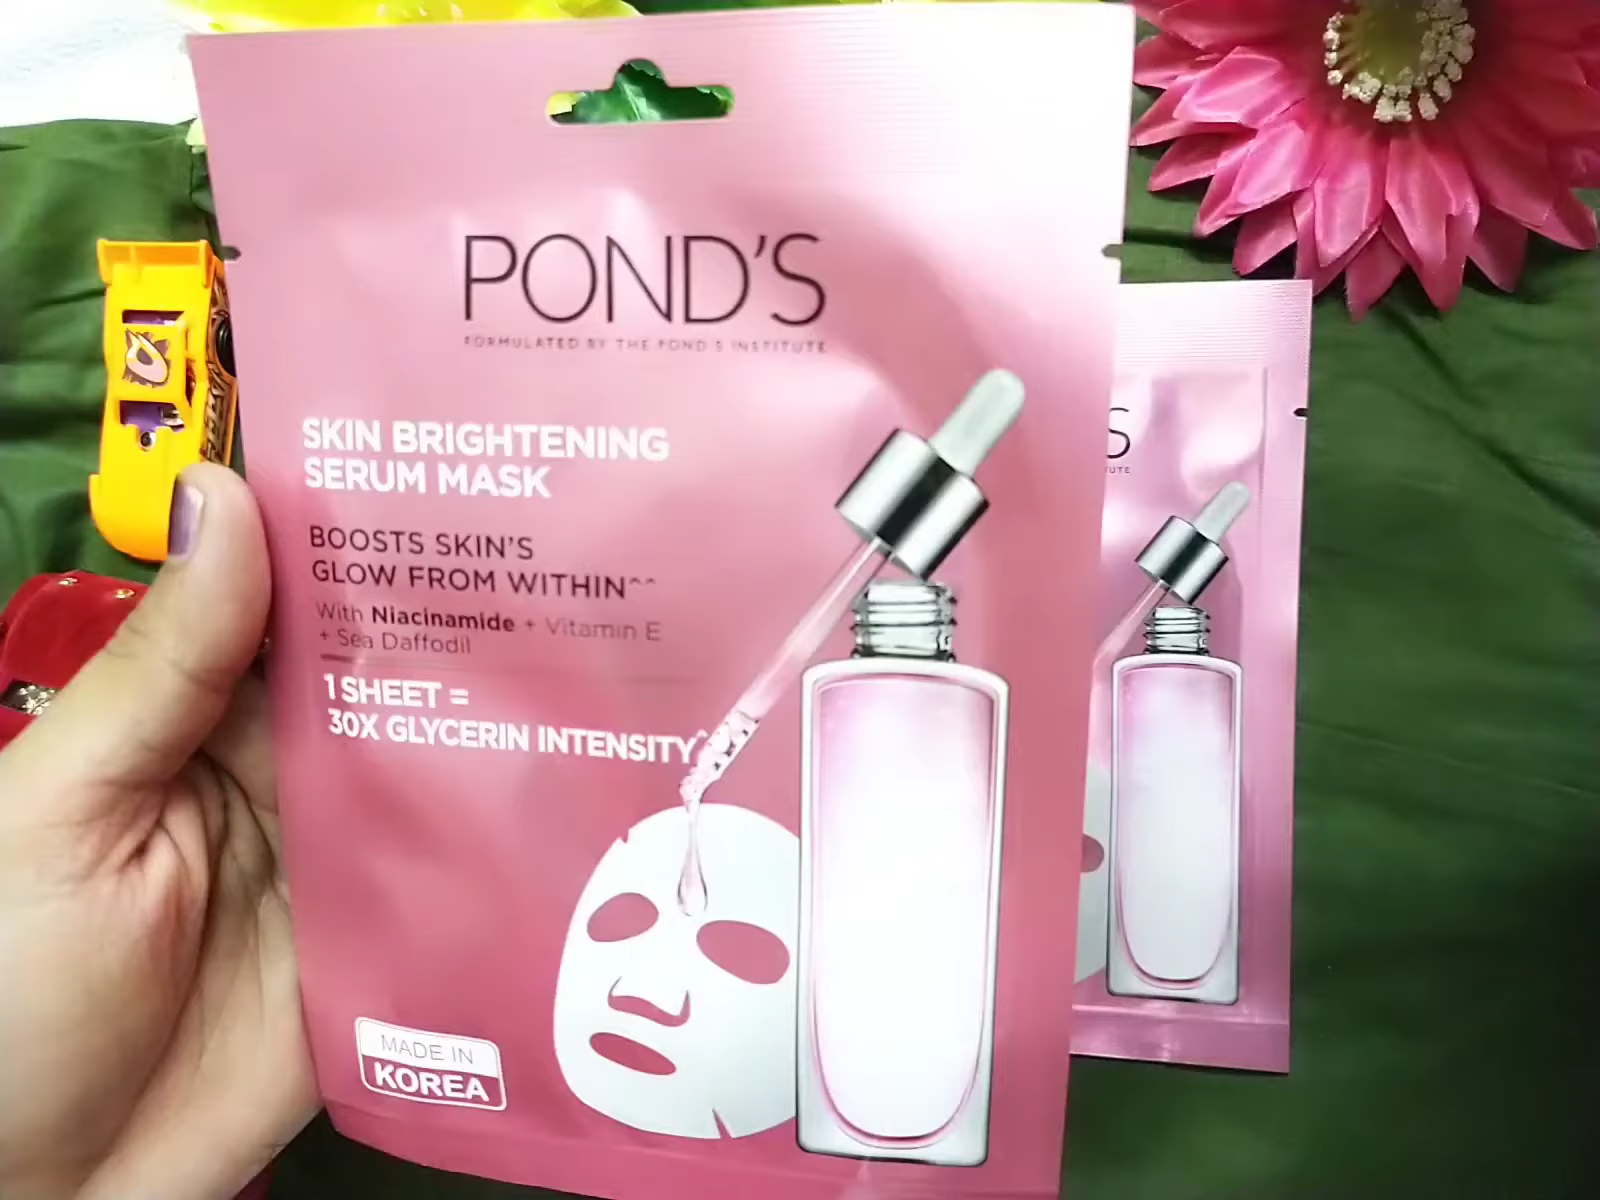 POND'S
FORMULATED BY THE POND'S INSTITUTE
SKIN BRIGHTENING
SERUM MASK
BOOSTS SKIN'S
GLOW FROM WITHIN^^
With Niacinamide + Vitamin E
+ Sea Daffodil
1 SHEET =
30X GLYCERIN INTENSITY^
MADE IN
KOREA
S
UTE